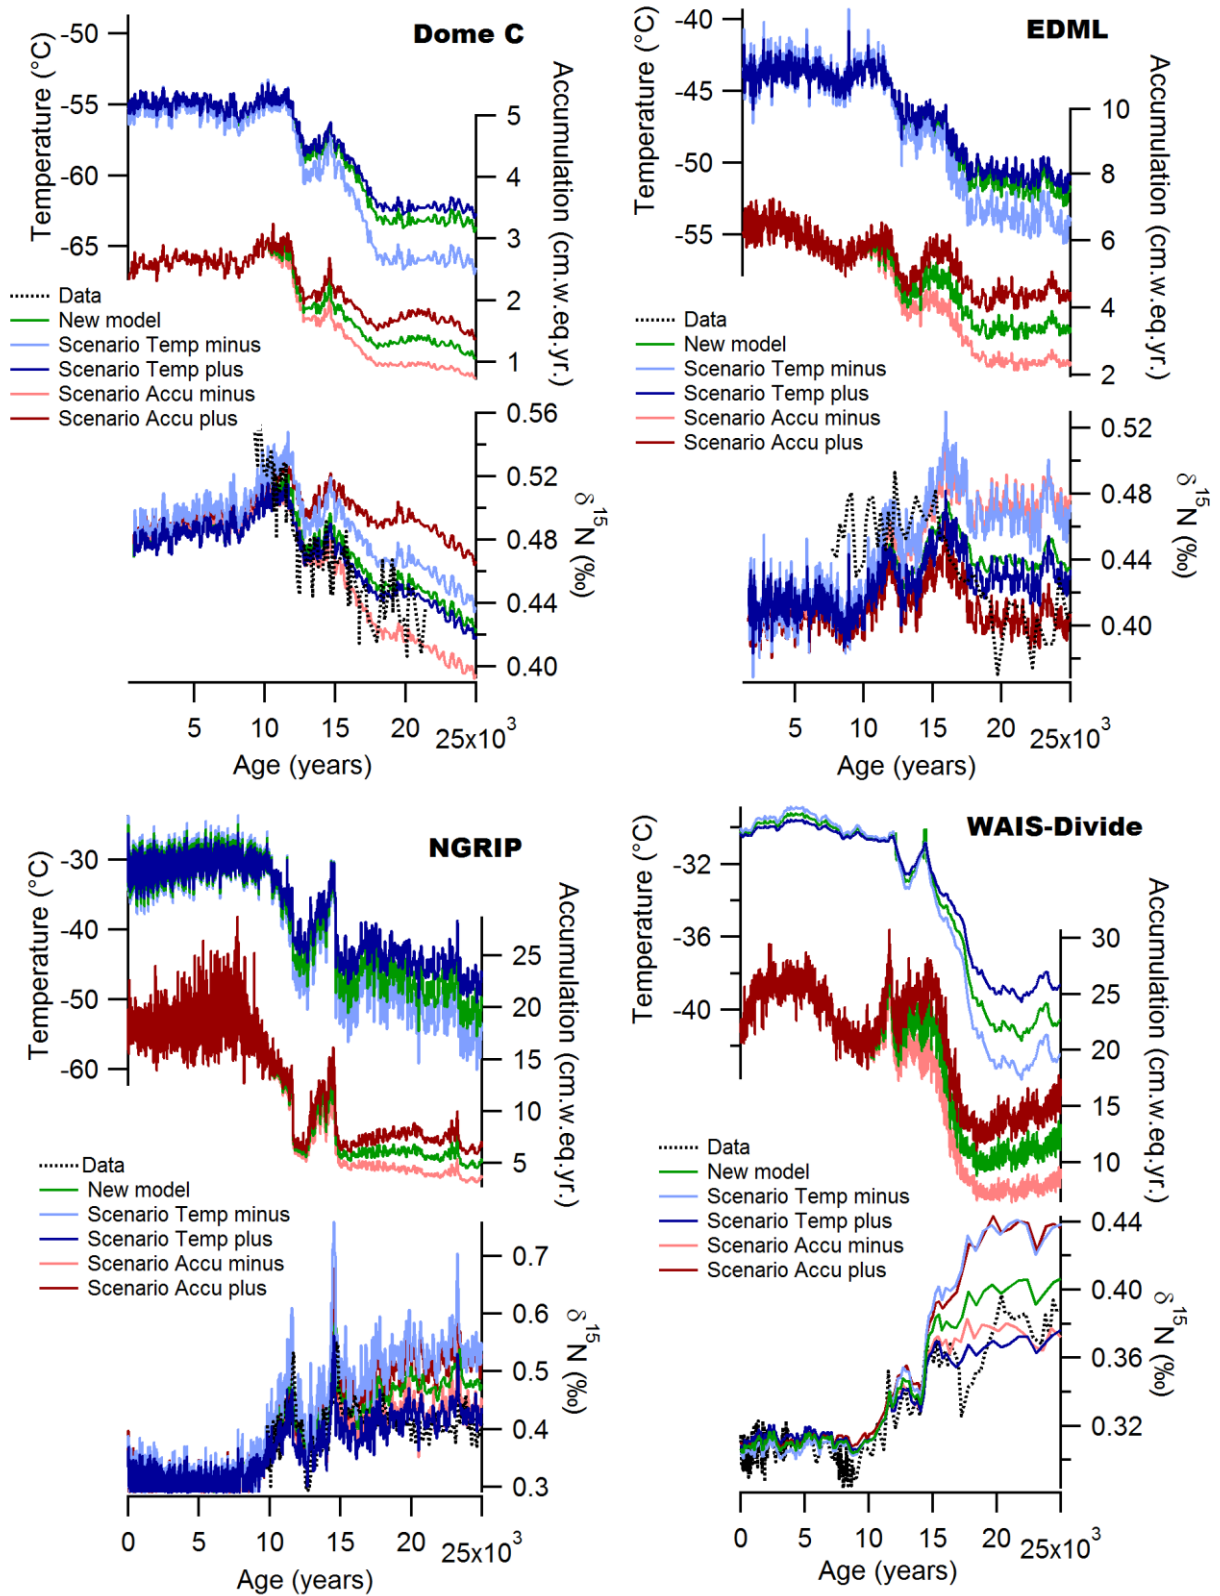 Dome C
Temperature (°C)
-50
-55
-60
-65
Accumulation (cm.w.eq.yr.)
5
4
3
2
1
Data
New model
Scenario Temp minus
Scenario Temp plus
Scenario Accu minus
Scenario Accu plus
0.56
0.52
0.48
0.44
0.40
δ15N (‰)
5 10 15 20 25x10³
Age (years)
EDML
Temperature (°C)
-40
-45
-50
-55
Accumulation (cm.w.eq.yr.)
10
8
6
4
2
Data
New model
Scenario Temp minus
Scenario Temp plus
Scenario Accu minus
Scenario Accu plus
0.52
0.48
0.44
0.40
δ15N (‰)
5 10 15 20 25x10³
Age (years)
NGRIP
Temperature (°C)
-30
-40
-50
-60
Accumulation (cm.w.eq.yr.)
25
20
15
10
5
Data
New model
Scenario Temp minus
Scenario Temp plus
Scenario Accu minus
Scenario Accu plus
0.7
0.6
0.5
0.4
0.3
δ15N (‰)
0 5 10 15 20 25x10³
Age (years)
WAIS-Divide
Temperature (°C)
-32
-36
-38
-40
Accumulation (cm.w.eq.yr.)
30
25
20
15
10
Data
New model
Scenario Temp minus
Scenario Temp plus
Scenario Accu minus
Scenario Accu plus
0.44
0.40
0.36
0.32
δ15N (‰)
0 5 10 15 20 25x10³
Age (years)